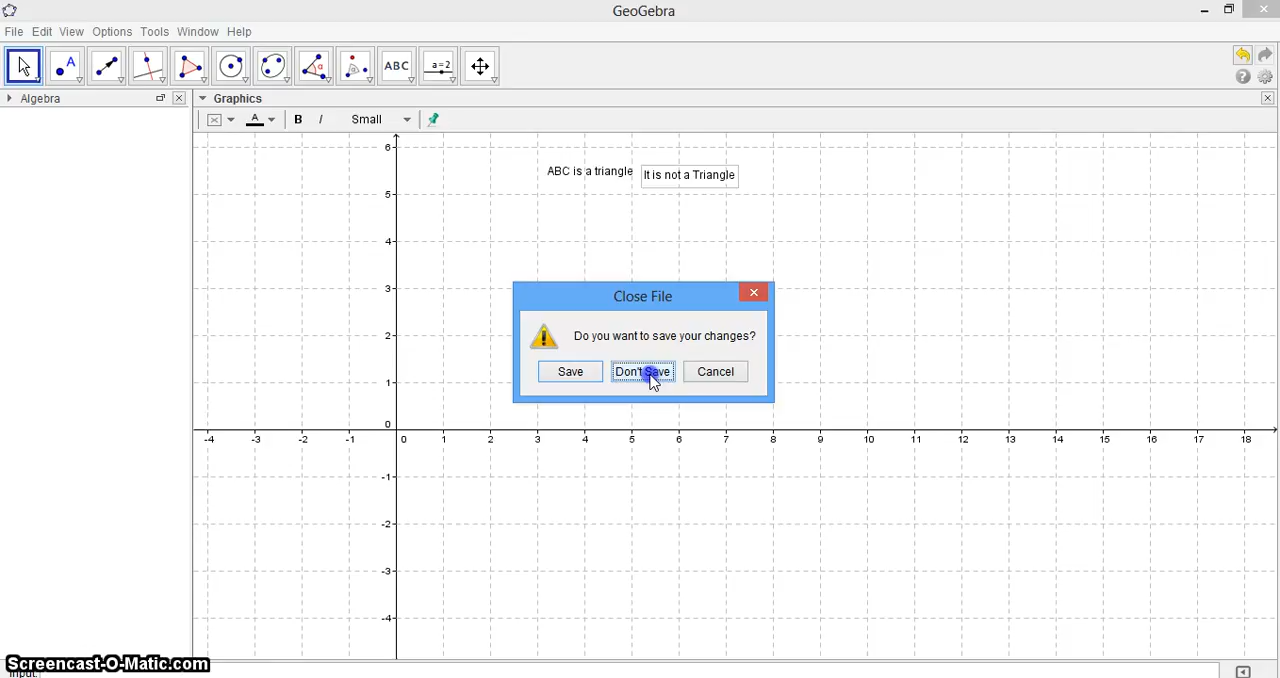 GeoGebra
File Edit View Options Tools Window Help
A ABC a=2
Algebra
Graphics
A B I Small
ABC is a triangle It is not a Triangle
Close File
Do you want to save your changes?
Save Don't Save Cancel
6
5
4
3
2
1
0
-4 -3 -2 -1 0 1 2 3 4 5 6 7 8 9 10 11 12 13 14 15 16 17 18
-1
-2
-3
-4
Screencast-O-Matic.com
Input: